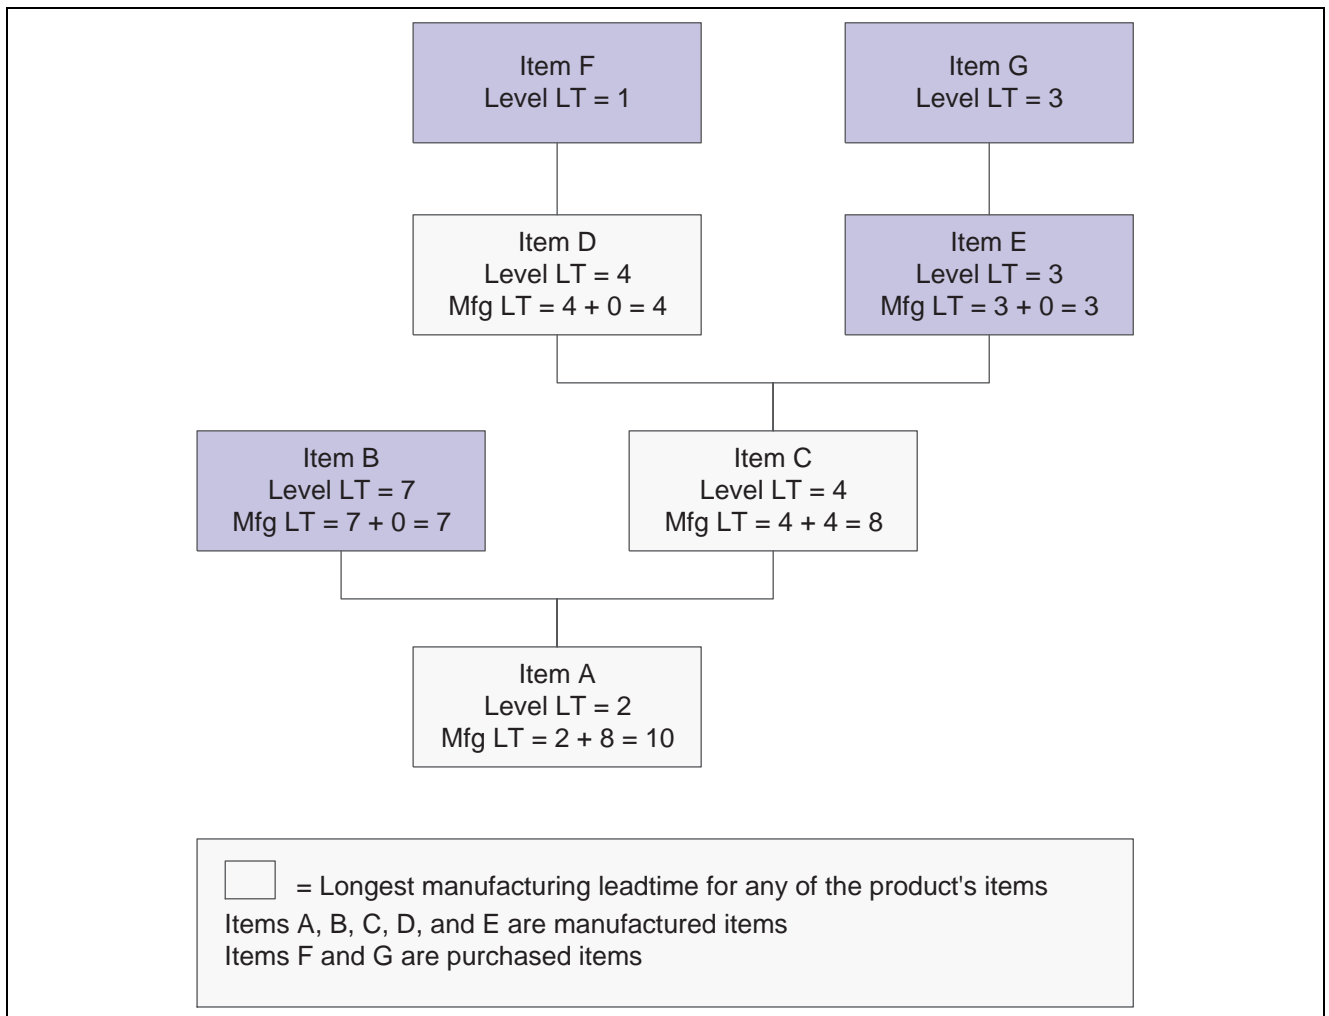 Item F
Level LT = 1
Item G
Level LT = 3
Item D
Level LT = 4
Mfg LT = 4 + 0 = 4
Item E
Level LT = 3
Mfg LT = 3 + 0 = 3
Item B
Level LT = 7
Mfg LT = 7 + 0 = 7
Item C
Level LT = 4
Mfg LT = 4 + 4 = 8
Item A
Level LT = 2
Mfg LT = 2 + 8 = 10
= Longest manufacturing leadtime for any of the product's items
Items A, B, C, D, and E are manufactured items
Items F and G are purchased items